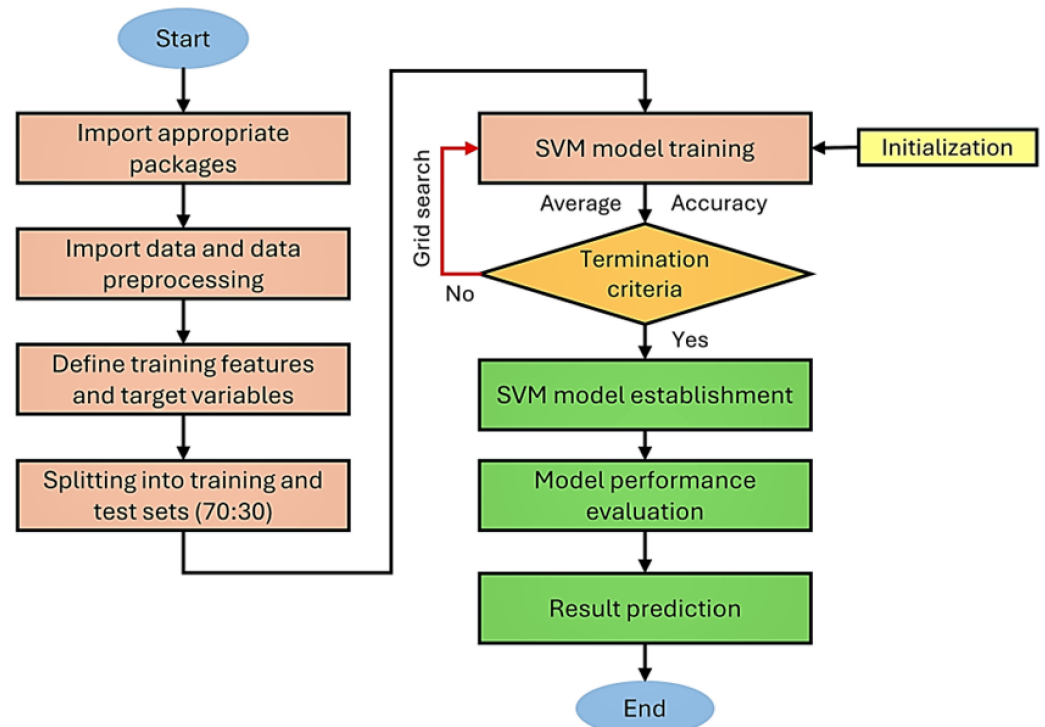 Start
Import appropriate
packages
Import data and data
preprocessing
Define training features
and target variables
Splitting into training and
test sets (70:30)
SVM model training
Initialization
Grid search
Average Accuracy
Termination
criteria
No
Yes
SVM model establishment
Model performance
evaluation
Result prediction
End